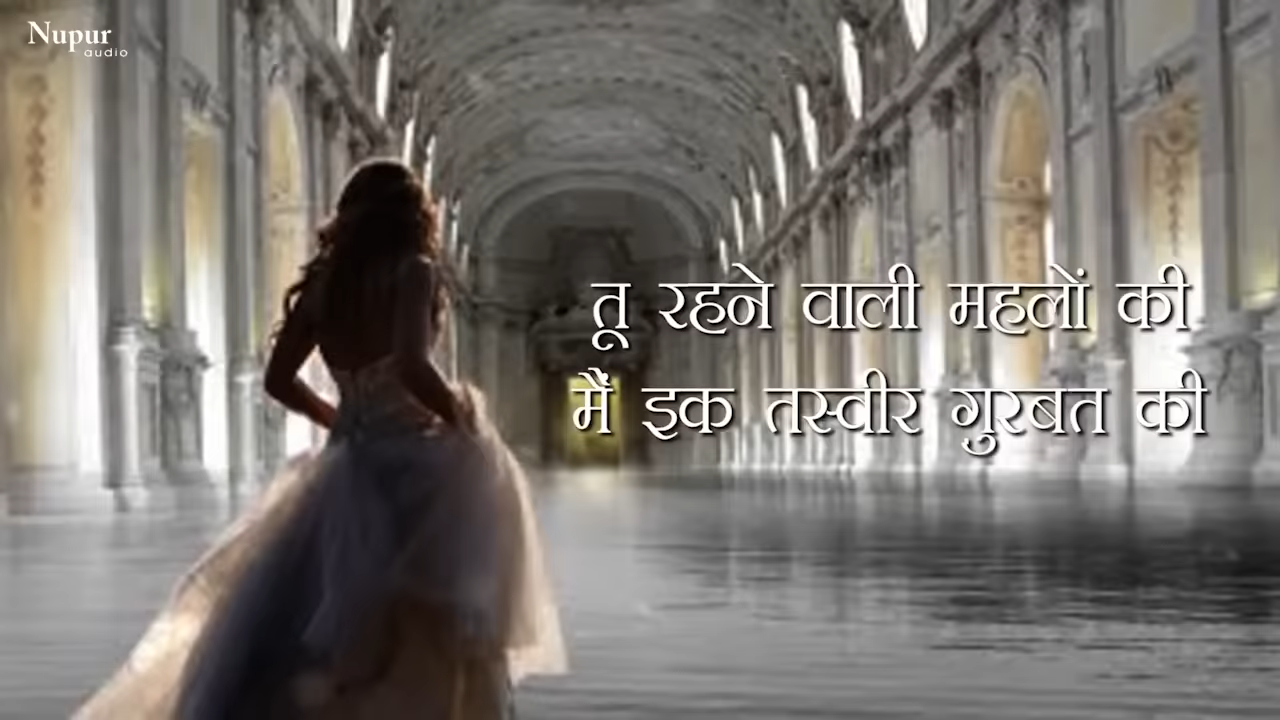 Nupur
audio
तू रहने वाली महलों की
मैं इक तस्वीर गुरबत की